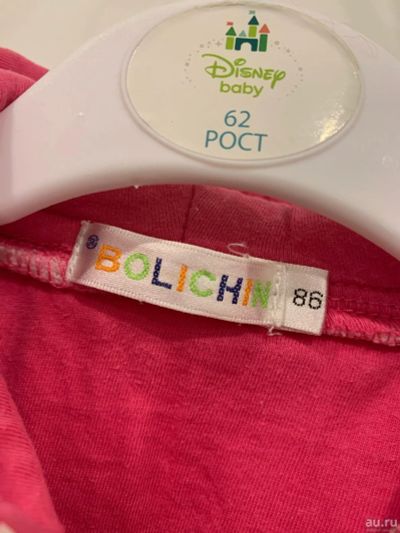 Disney
baby
62
РОСТ
® BOLICHIN 86
au.ru